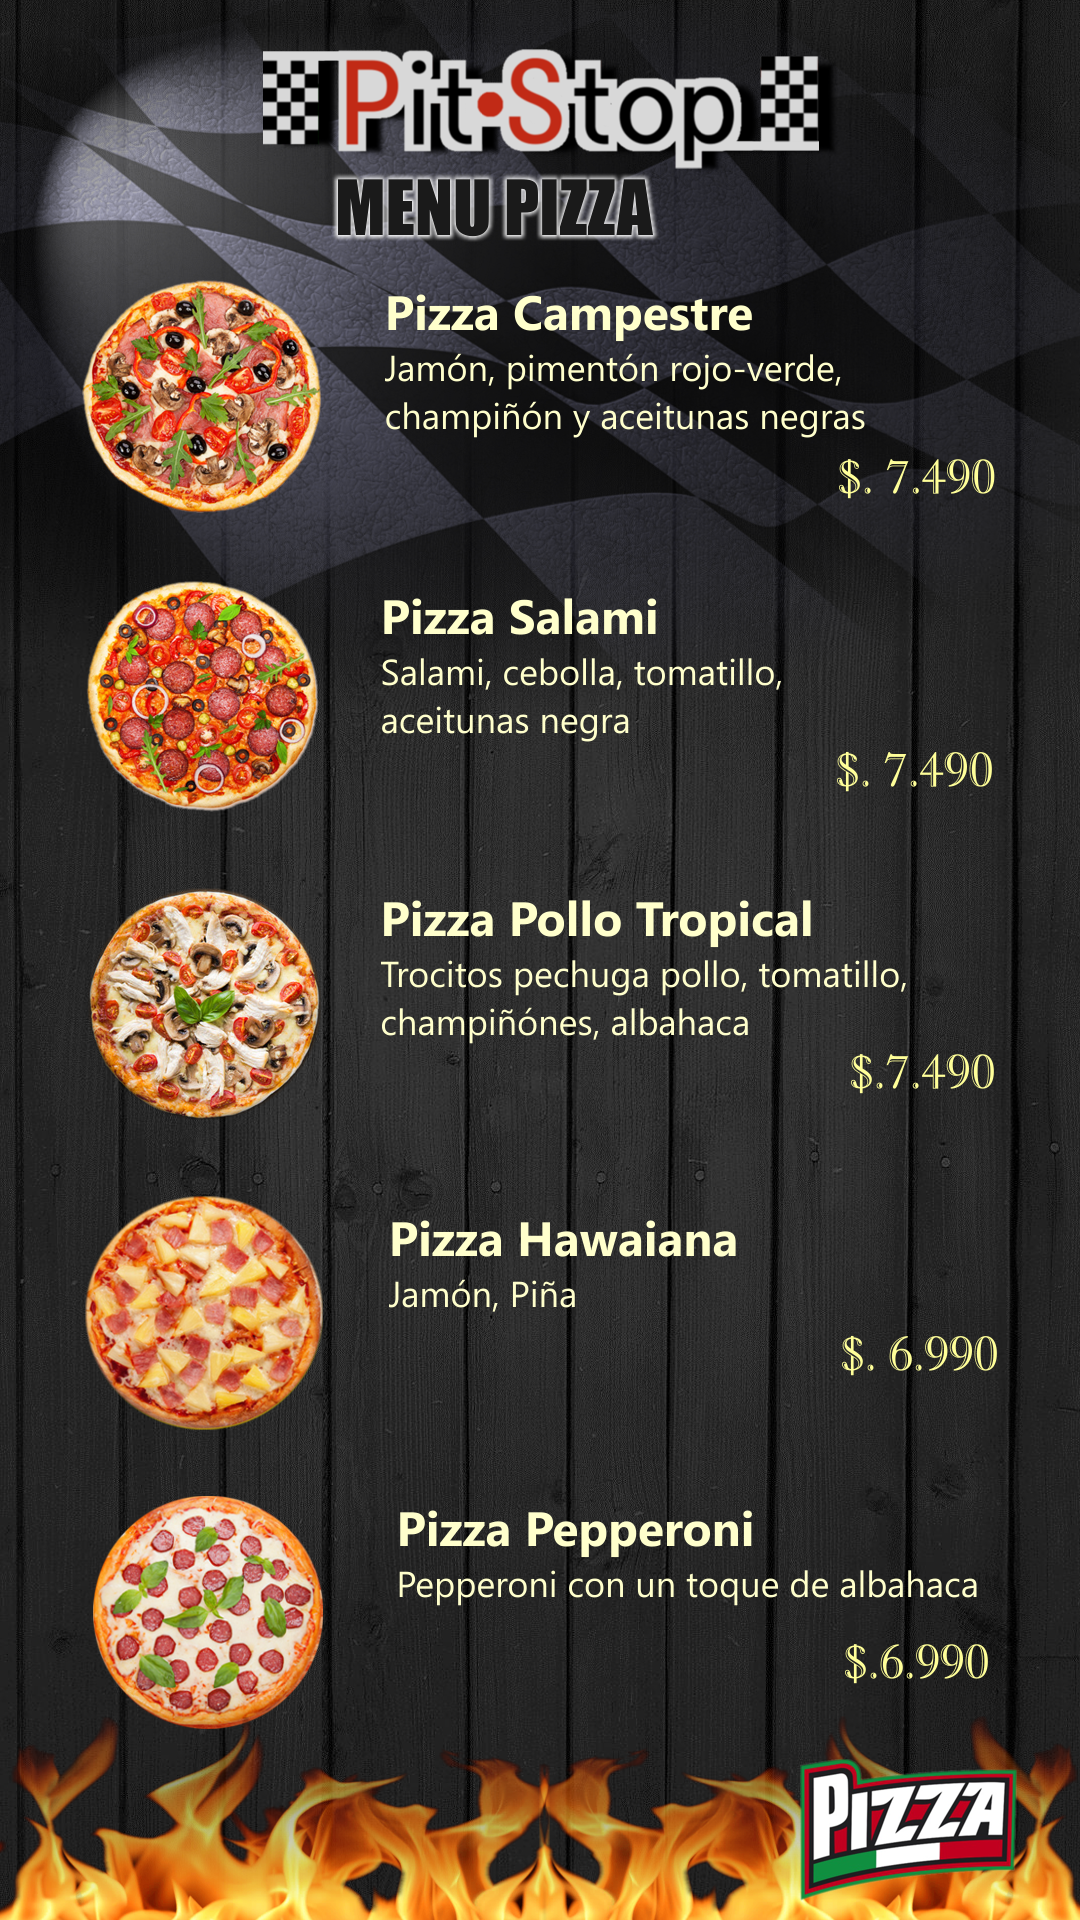 Pit•Stop
MENU PIZZA
Pizza Campestre
Jamón, pimentón rojo-verde,
champiñón y aceitunas negras
$. 7.490
Pizza Salami
Salami, cebolla, tomatillo,
aceitunas negra
$. 7.490
Pizza Pollo Tropical
Trocitos pechuga pollo, tomatillo,
champiñónes, albahaca
$.7.490
Pizza Hawaiana
Jamón, Piña
$. 6.990
Pizza Pepperoni
Pepperoni con un toque de albahaca
$.6.990
PIZZA